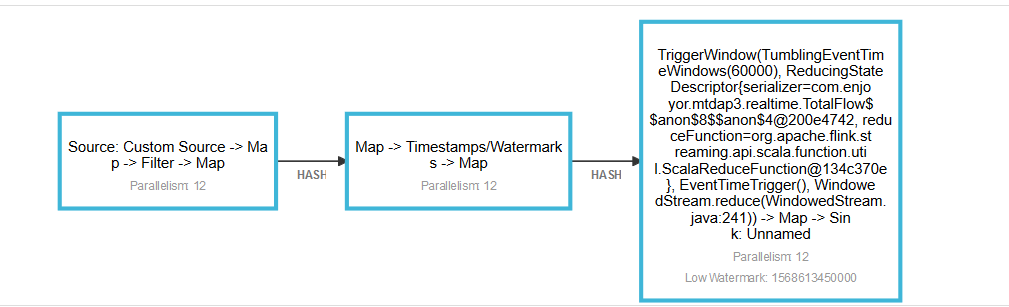 Source: Custom Source -> Ma
p -> Filter -> Map
Parallelism: 12
HASH
Map -> Timestamps/Watermark
s -> Map
Parallelism: 12
HASH
TriggerWindow(TumblingEventTim
eWindows(60000), ReducingState
Descriptor{serializer=com.enjo
yor.mtdap3.realtime.TotalFlow$
$anon$8$$anon$4@200e4742, redu
ceFunction=org.apache.flink.st
reaming.api.scala.function.uti
l.ScalaReduceFunction@134c370e
}, EventTimeTrigger(), Windowe
dStream.reduce(WindowedStream.
java:241)) -> Map -> Sin
k: Unnamed
Parallelism: 12
Low Watermark: 1568613450000